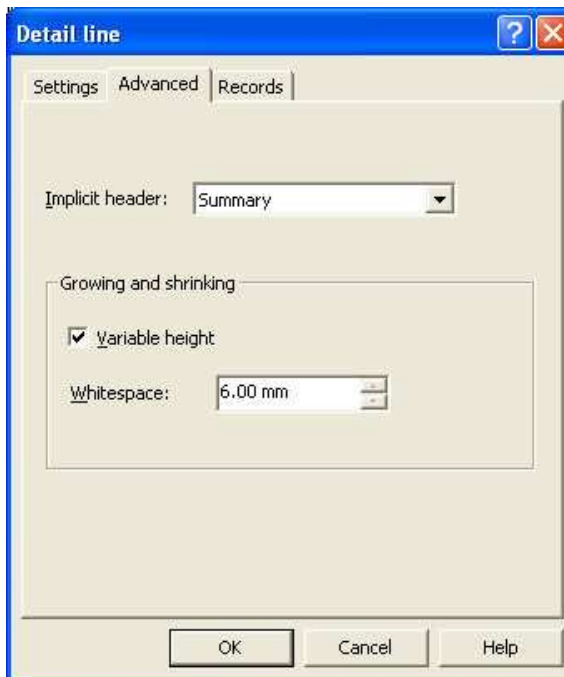 Detail line
Settings Advanced Records
Implicit header: Summary
Growing and shrinking
Variable height
Whitespace: 6.00 mm
OK Cancel Help